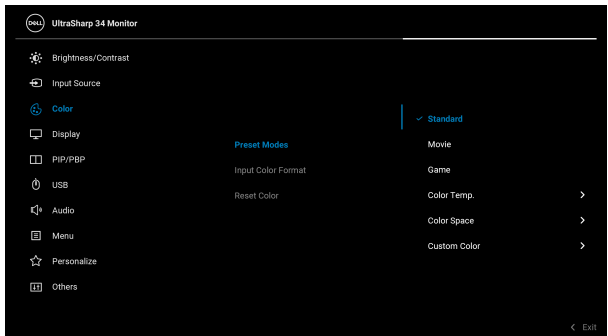 DELL UltraSharp 34 Monitor
Brightness/Contrast
Input Source
Color
Display
PIP/PBP
USB
Audio
Menu
Personalize
Others
Preset Modes
Input Color Format
Reset Color
Standard
Movie
Game
Color Temp.
Color Space
Custom Color
Exit